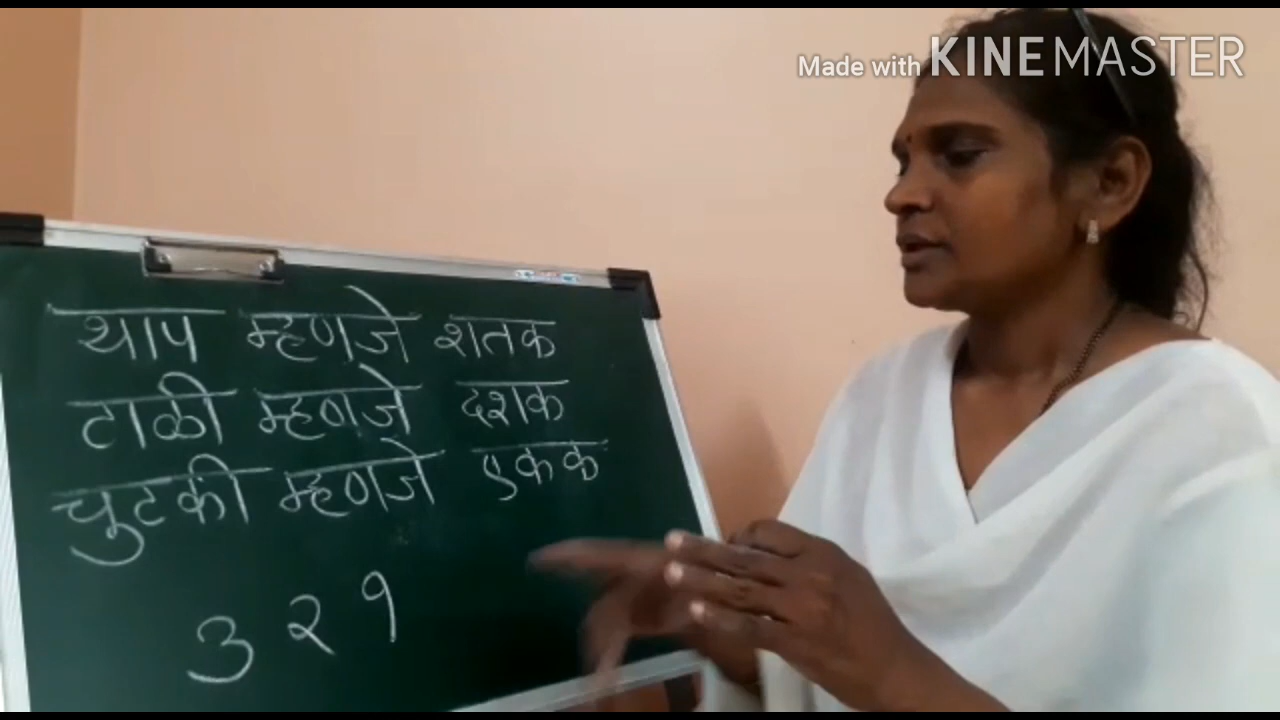 Made with KINEMASTER
थाप म्हणजे शतक
टाळी म्हणजे दशक
चुटकी म्हणजे एकक
३ २ १